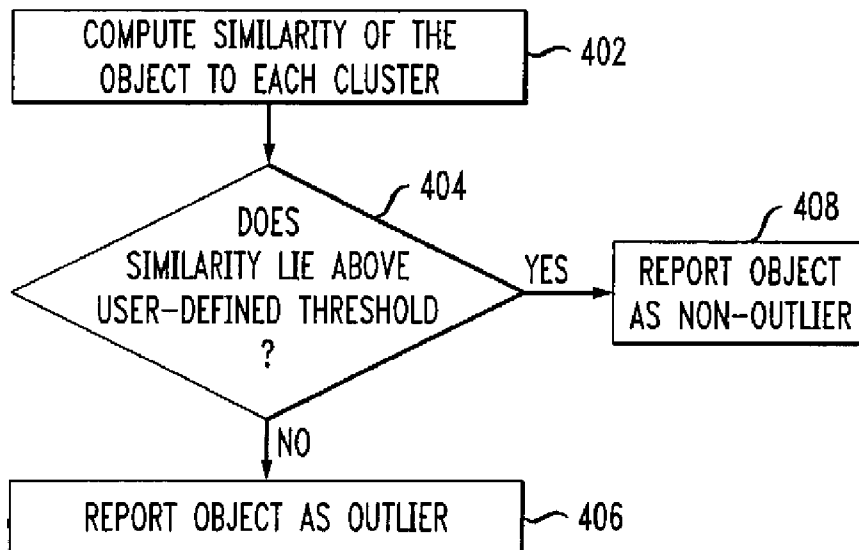 COMPUTE SIMILARITY OF THE
OBJECT TO EACH CLUSTER
402
404
DOES
SIMILARITY LIE ABOVE
USER-DEFINED THRESHOLD
?
YES
408
REPORT OBJECT
AS NON-OUTLIER
NO
REPORT OBJECT AS OUTLIER
406